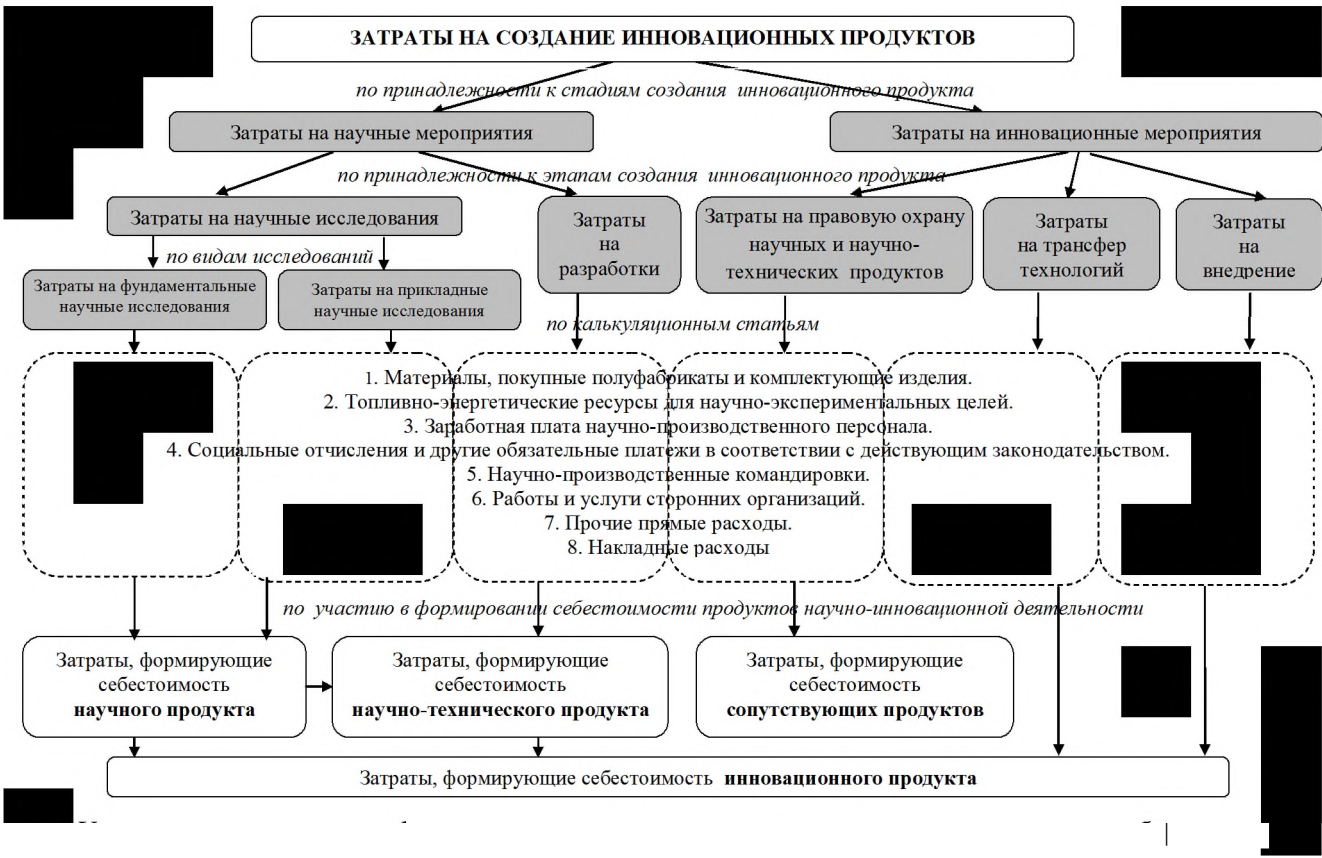 ЗАТРАТЫ НА СОЗДАНИЕ ИННОВАЦИОННЫХ ПРОДУКТОВ
по принадлежности к стадиям создания инновационного продукта
Затраты на научные мероприятия
Затраты на инновационные мероприятия
по принадлежности к этапам создания инновационного продукта
Затраты на научные исследования
Затраты
на
разработки
Затраты на правовую охрану
научных и научно-
технических продуктов
Затраты
на трансфер
технологий
Затраты
на
внедрение
по видам исследований
Затраты на фундаментальные
научные исследования
Затраты на прикладные
научные исследования
по калькуляционным статьям
1. Материалы, покупные полуфабрикаты и комплектующие изделия.
2. Топливно-энергетические ресурсы для научно-экспериментальных целей.
3. Заработная плата научно-производственного персонала.
4. Социальные отчисления и другие обязательные платежи в соответствии с действующим законодательством.
5. Научно-производственные командировки.
6. Работы и услуги сторонних организаций.
7. Прочие прямые расходы.
8. Накладные расходы
по участию в формировании себестоимости продуктов научно-инновационной деятельности
Затраты, формирующие
себестоимость
научного продукта
Затраты, формирующие
себестоимость
научно-технического продукта
Затраты, формирующие
себестоимость
сопутствующих продуктов
Затраты, формирующие себестоимость инновационного продукта